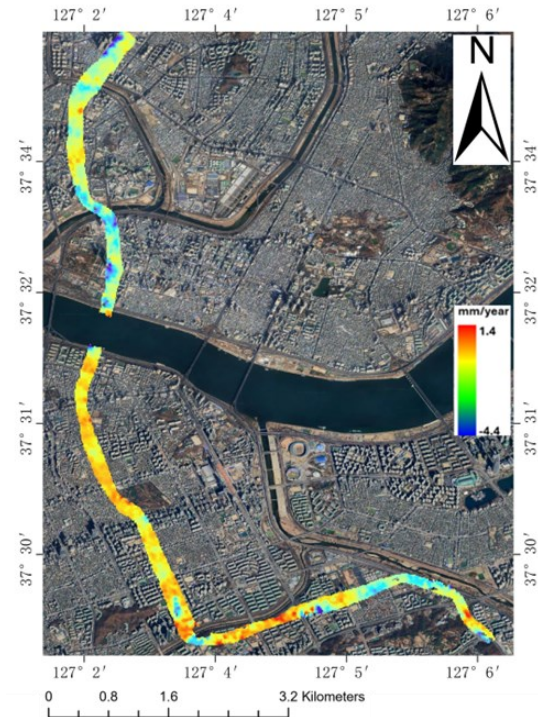 127° 2′ 127° 4′ 127° 5′ 127° 6′
N
37° 34′ 37° 34′
37° 32′ 37° 32′
mm/year
1.4
-4.4
37° 31′ 37° 31′
37° 30′ 37° 30′
127° 2′ 127° 4′ 127° 5′ 127° 6′
0 0.8 1.6 3.2 Kilometers